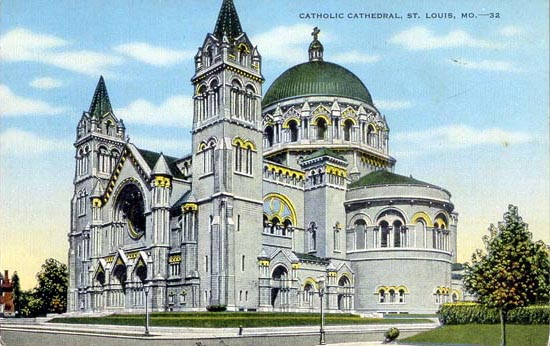 CATHOLIC CATHEDRAL, ST. LOUIS, MO.—32